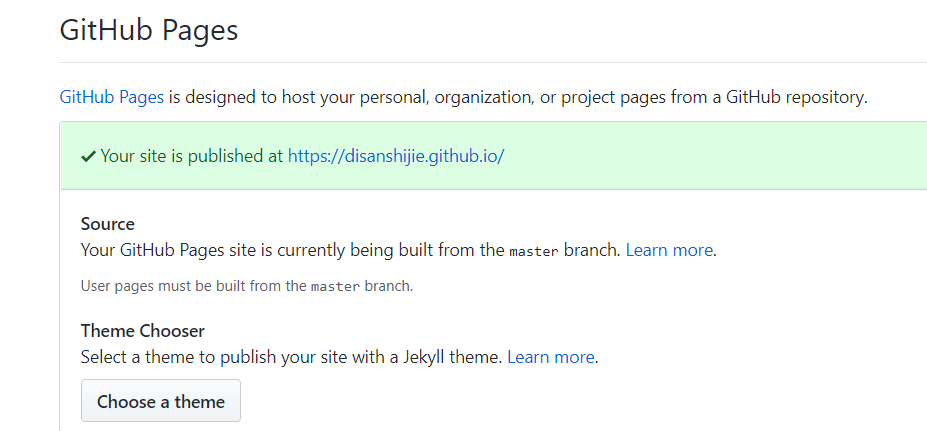 GitHub Pages
GitHub Pages is designed to host your personal, organization, or project pages from a GitHub repository.
✔ Your site is published at https://disanshijie.github.io/
Source
Your GitHub Pages site is currently being built from the master branch. Learn more.
User pages must be built from the master branch.
Theme Chooser
Select a theme to publish your site with a Jekyll theme. Learn more.
Choose a theme